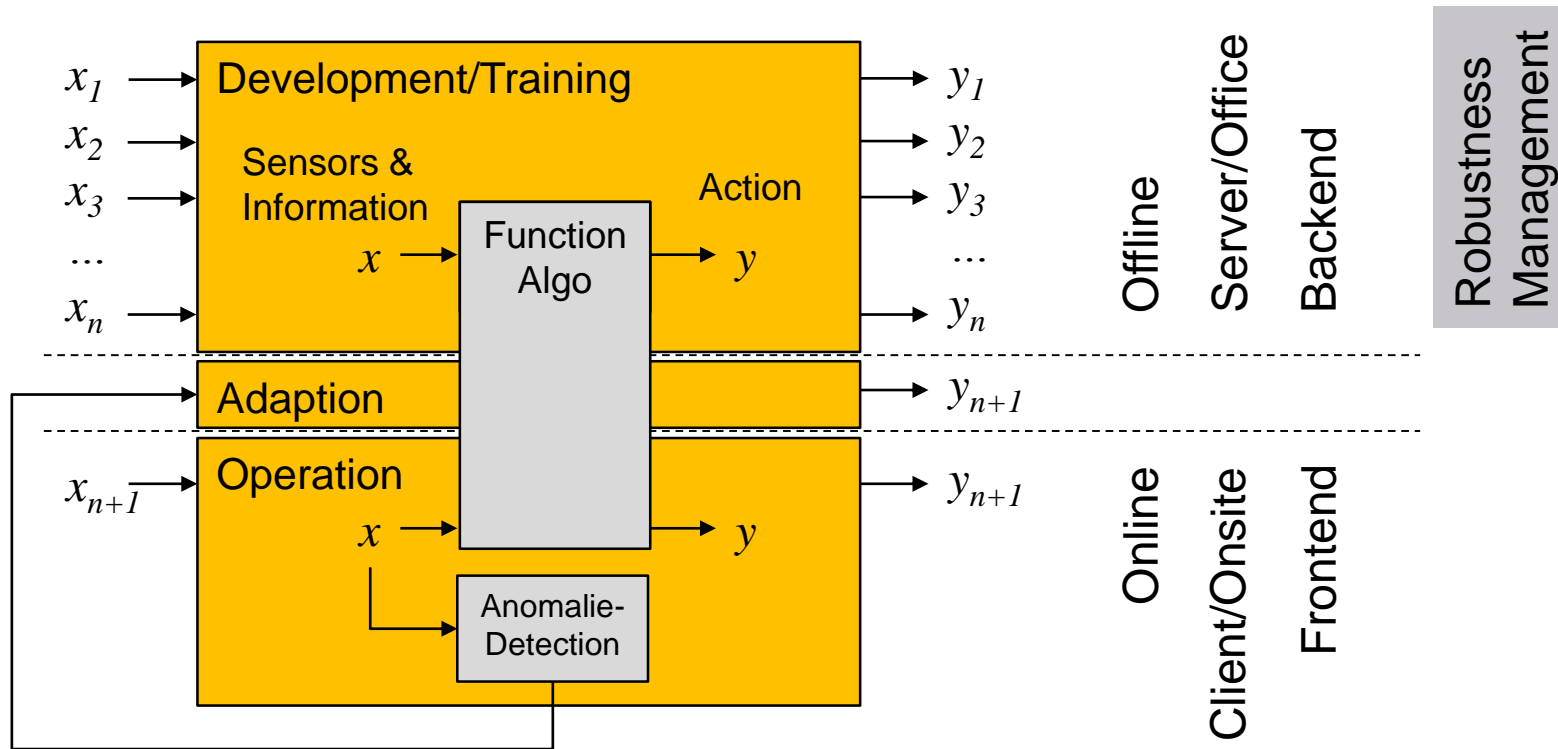 x1
x2
x3
...
xn
Development/Training
Sensors &
Information
x
Function
Algo
Action
y
y1
y2
y3
...
yn
Offline
Server/Office
Backend
Robustness
Management
Adaption
yn+1
xn+1
Operation
x
y
Anomalie-
Detection
yn+1
Online
Client/Onsite
Frontend